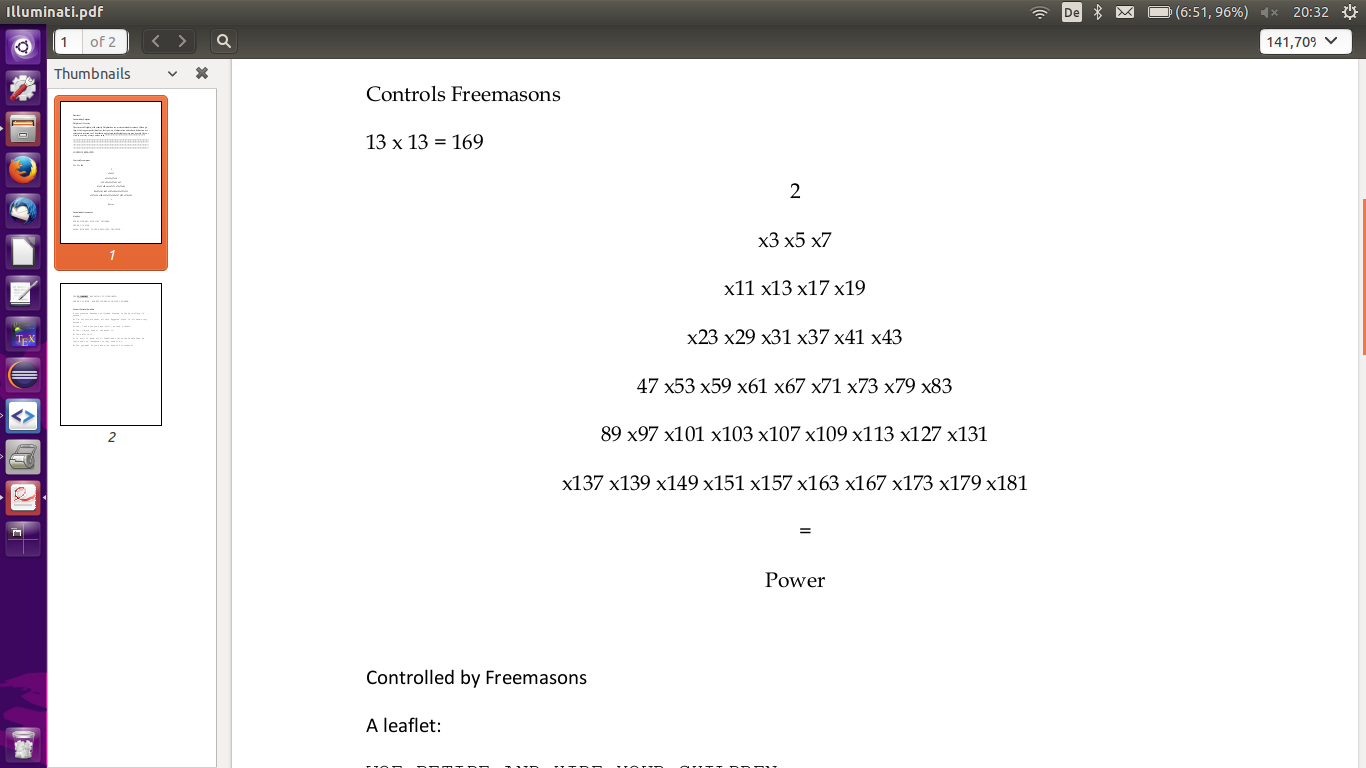 Illuminati.pdf
De
(6:51, 96%)
20:32
1 of 2
141,70%
Thumbnails
Controls Freemasons
13 x 13 = 169
2
x3 x5 x7
x11 x13 x17 x19
x23 x29 x31 x37 x41 x43
47 x53 x59 x61 x67 x71 x73 x79 x83
89 x97 x101 x103 x107 x109 x113 x127 x131
x137 x139 x149 x151 x157 x163 x167 x173 x179 x181
=
Power
Controlled by Freemasons
A leaflet:
1
2